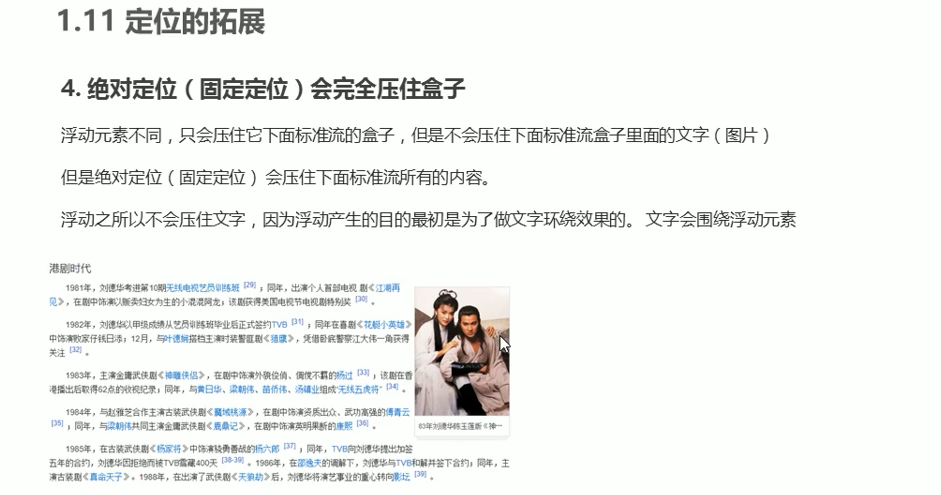 1.11 定位的拓展
4. 绝对定位（固定定位）会完全压住盒子
浮动元素不同，只会压住它下面标准流的盒子，但是不会压住下面标准流盒子里面的文字（图片）
但是绝对定位（固定定位） 会压住下面标准流所有的内容。
浮动之所以不会压住文字，因为浮动产生的目的最初是为了做文字环绕效果的。 文字会围绕浮动元素
港剧时代
1981年，刘德华考进第10期无线电视艺员训练班 [29] ；同年，出演个人首部电视 剧《江湖再
见》，在剧中饰演以贩卖妇女为生的小混混阿龙；该剧获得美国电视节电视剧特别奖 [30] 。
1982年，刘德华以甲级成绩从艺员训练班毕业后正式签约TVB [31] ；同年在喜剧《花艇小英雄》
中饰演败家仔钱日添；12月，与叶德娴搭档主演时装警匪剧《猎鹰》，凭借卧底警察江大伟一角获得
关注 [32] 。
1983年，主演金庸武侠剧《神雕侠侣》，在剧中饰演外貌俊俏、倜傥不羁的杨过 [33] ；该剧在香
港播出后取得62点的收视纪录；同年，与黄日华、梁朝伟、苗侨伟、汤镇业组成“无线五虎将” [34] 。
1984年，与赵雅芝合作主演古装武侠剧《魔域桃源》，在剧中饰演资质出众、武功高强的傅青云
[35] ；同年，与梁朝伟共同主演金庸武侠剧《鹿鼎记》，在剧中饰演英明果断的康熙 [36] 。
83年刘德华陈玉莲版《神…
1985年，在古装武侠剧《杨家将》中饰演骁勇善战的杨六郎 [37] ；同年，TVB向刘德华提出加签
五年的合约，刘德华因拒绝而被TVB雪藏400天 [38-39] 。1986年，在邵逸夫的调解下，刘德华与TVB和解并签下合约；同年，主
演古装剧《真命天子》。1988年，在出演了武侠剧《天狼劫》后，刘德华将演艺事业的重心转向影坛 [39] 。